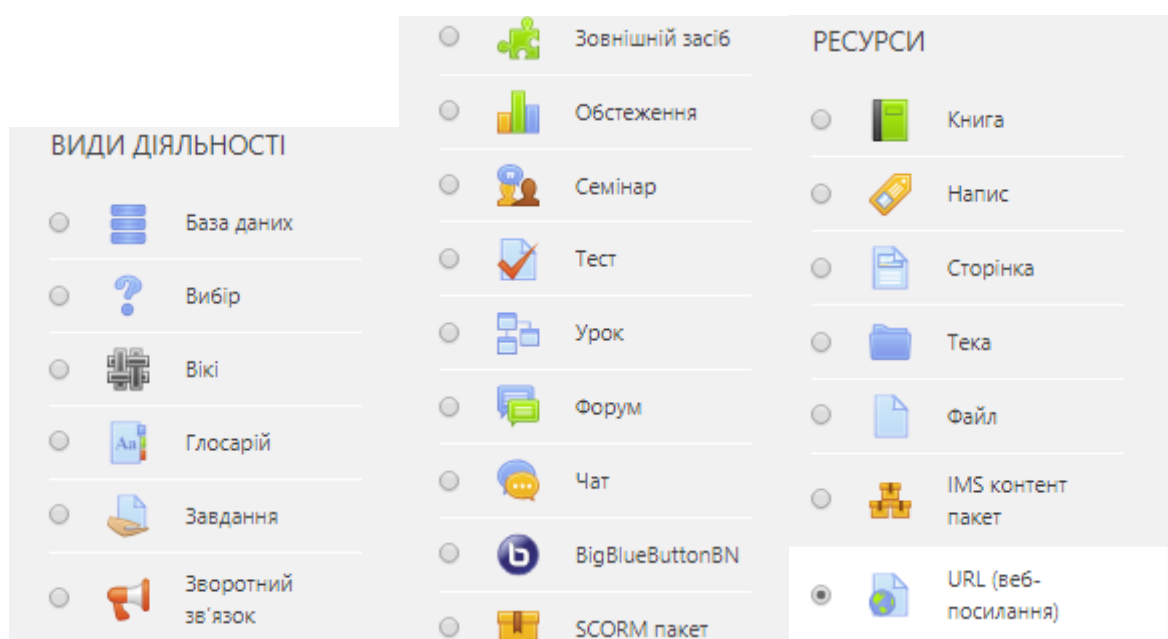 ВИДИ ДІЯЛЬНОСТІ
База даних
Вибір
Вікі
Глосарій
Завдання
Зворотний
зв'язок
Зовнішній засіб
Обстеження
Семінар
Тест
Урок
Форум
Чат
BigBlueButtonBN
SCORM пакет
РЕСУРСИ
Книга
Напис
Сторінка
Тека
Файл
IMS контент
пакет
URL (веб-
посилання)